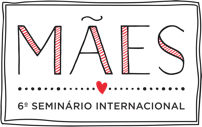 MÃES
6º SEMINÁRIO INTERNACIONAL